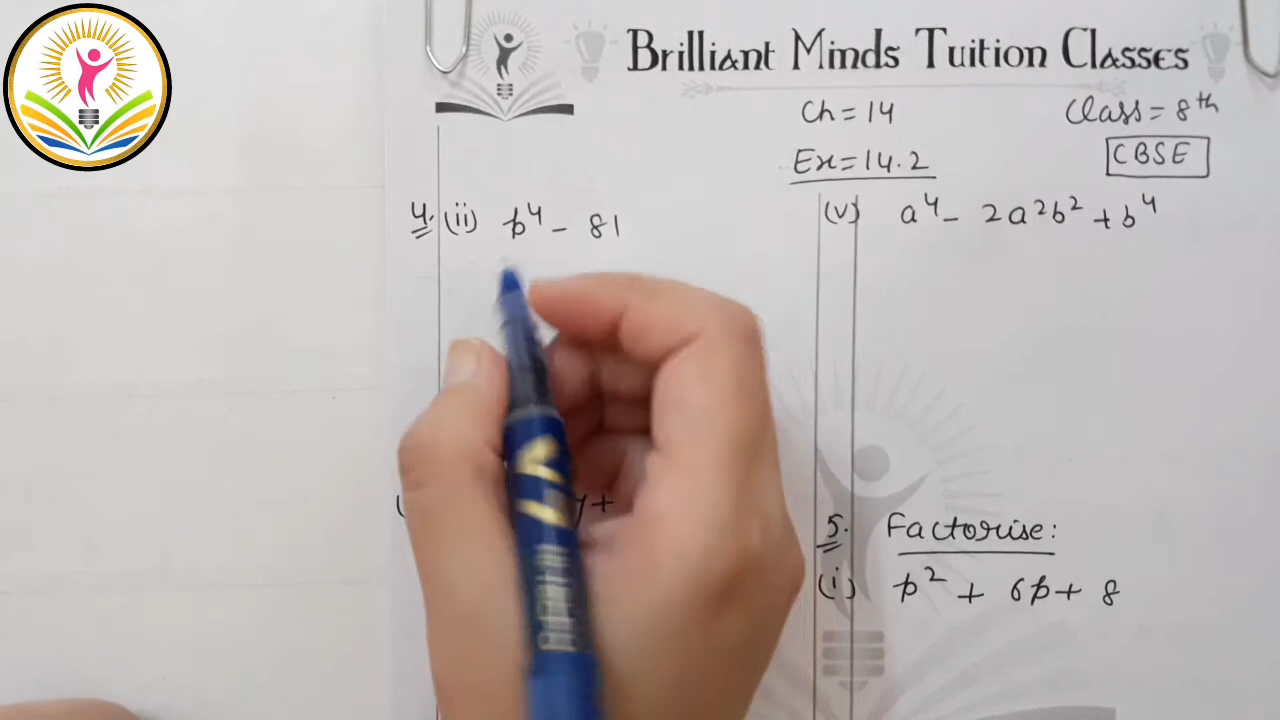 Brilliant Minds Tuition Classes
Ch = 14
Class = 8th
Ex = 14.2
CBSE
4. (ii) p⁴ - 81
(v) a⁴ - 2a²b² + b⁴
y +
5. Factorise:
(i) p² + 6p + 8